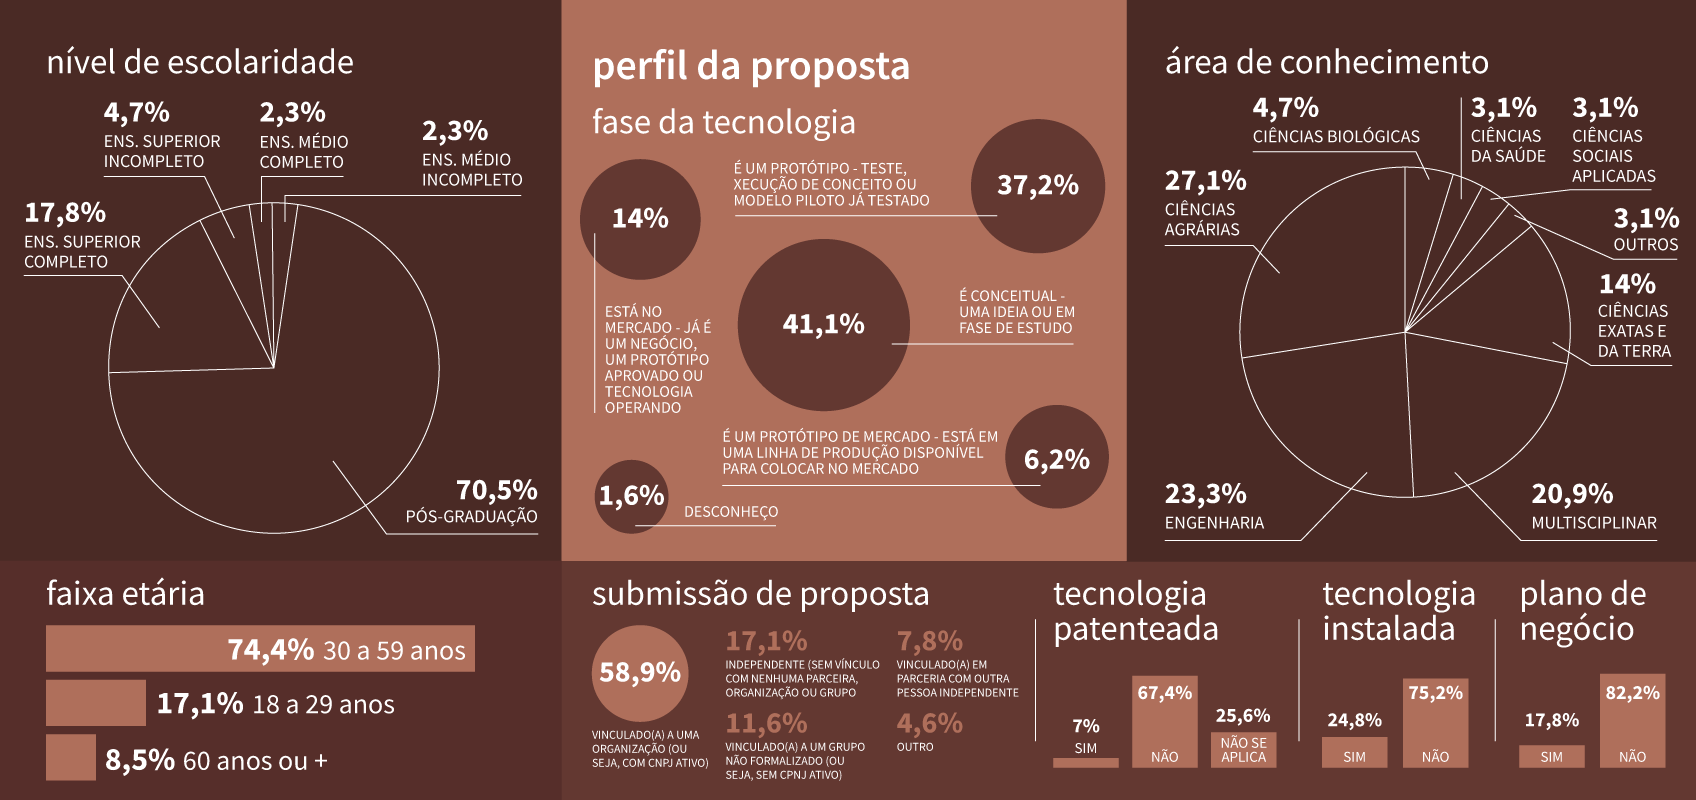 nível de escolaridade
4,7%
ENS. SUPERIOR
INCOMPLETO
2,3%
ENS. MÉDIO
COMPLETO
2,3%
ENS. MÉDIO
INCOMPLETO
17,8%
ENS. SUPERIOR
COMPLETO
70,5%
PÓS-GRADUAÇÃO
perfil da proposta
fase da tecnologia
14%
ESTÁ NO
MERCADO - JÁ É
UM NEGÓCIO,
UM PROTÓTIPO
APROVADO OU
TECNOLOGIA
OPERANDO
É UM PROTÓTIPO - TESTE,
XECUÇÃO DE CONCEITO OU
MODELO PILOTO JÁ TESTADO
37,2%
41,1%
É CONCEITUAL -
UMA IDEIA OU EM
FASE DE ESTUDO
É UM PROTÓTIPO DE MERCADO - ESTÁ EM
UMA LINHA DE PRODUÇÃO DISPONÍVEL
PARA COLOCAR NO MERCADO
6,2%
1,6%
DESCONHEÇO
área de conhecimento
4,7%
CIÊNCIAS BIOLÓGICAS
3,1%
CIÊNCIAS
DA SAÚDE
3,1%
CIÊNCIAS
SOCIAIS
APLICADAS
27,1%
CIÊNCIAS
AGRÁRIAS
3,1%
OUTROS
14%
CIÊNCIAS
EXATAS E
DA TERRA
23,3%
ENGENHARIA
20,9%
MULTISCIPLINAR
faixa etária
74,4% 30 a 59 anos
17,1% 18 a 29 anos
8,5% 60 anos ou +
submissão de proposta
58,9%
VINCULADO(A) A UMA
ORGANIZAÇÃO (OU
SEJA, COM CNPJ ATIVO)
17,1%
INDEPENDENTE (SEM VÍNCULO
COM NENHUMA PARCEIRA,
ORGANIZAÇÃO OU GRUPO
7,8%
VINCULADO(A) EM
PARCERIA COM OUTRA
PESSOA INDEPENDENTE
11,6%
VINCULADO(A) A UM GRUPO
NÃO FORMALIZADO (OU
SEJA, SEM CPNJ ATIVO)
4,6%
OUTRO
tecnologia
patenteada
7%
SIM
67,4%
NÃO
25,6%
NÃO SE
APLICA
tecnologia
instalada
24,8%
SIM
75,2%
NÃO
plano de
negócio
17,8%
SIM
82,2%
NÃO